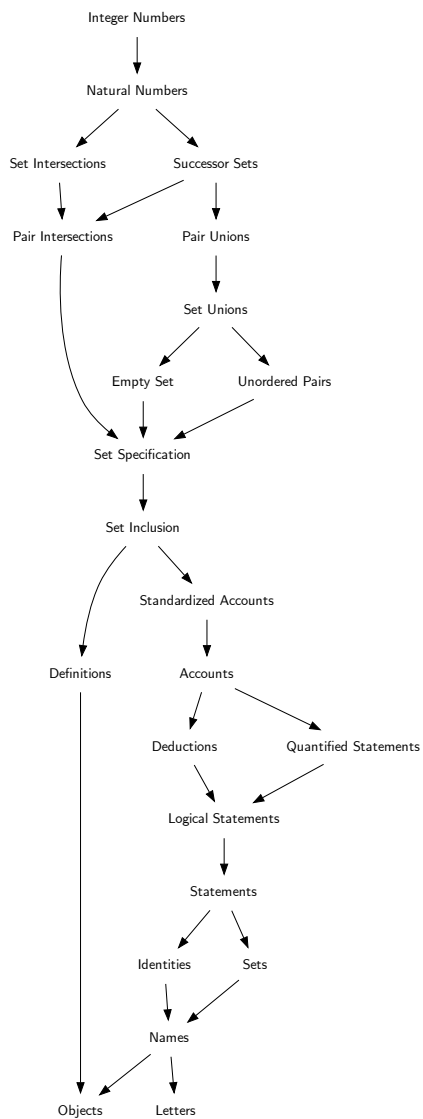 Integer Numbers
Natural Numbers
Set Intersections
Successor Sets
Pair Intersections
Pair Unions
Set Unions
Empty Set
Unordered Pairs
Set Specification
Set Inclusion
Standardized Accounts
Definitions
Accounts
Deductions
Quantified Statements
Logical Statements
Statements
Identities
Sets
Names
Objects
Letters